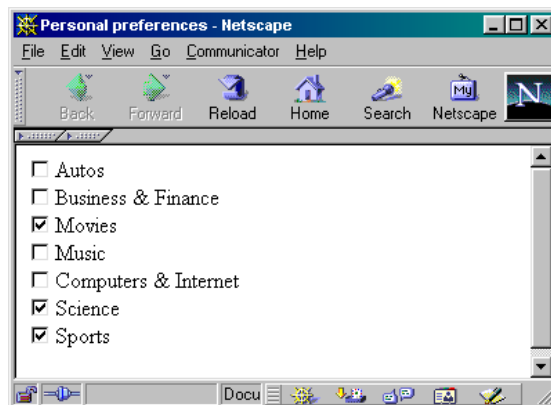 Personal preferences - Netscape
File Edit View Go Communicator Help
Back Forward Reload Home Search Netscape
My
N
Autos
Business & Finance
Movies
Music
Computers & Internet
Science
Sports
Docu